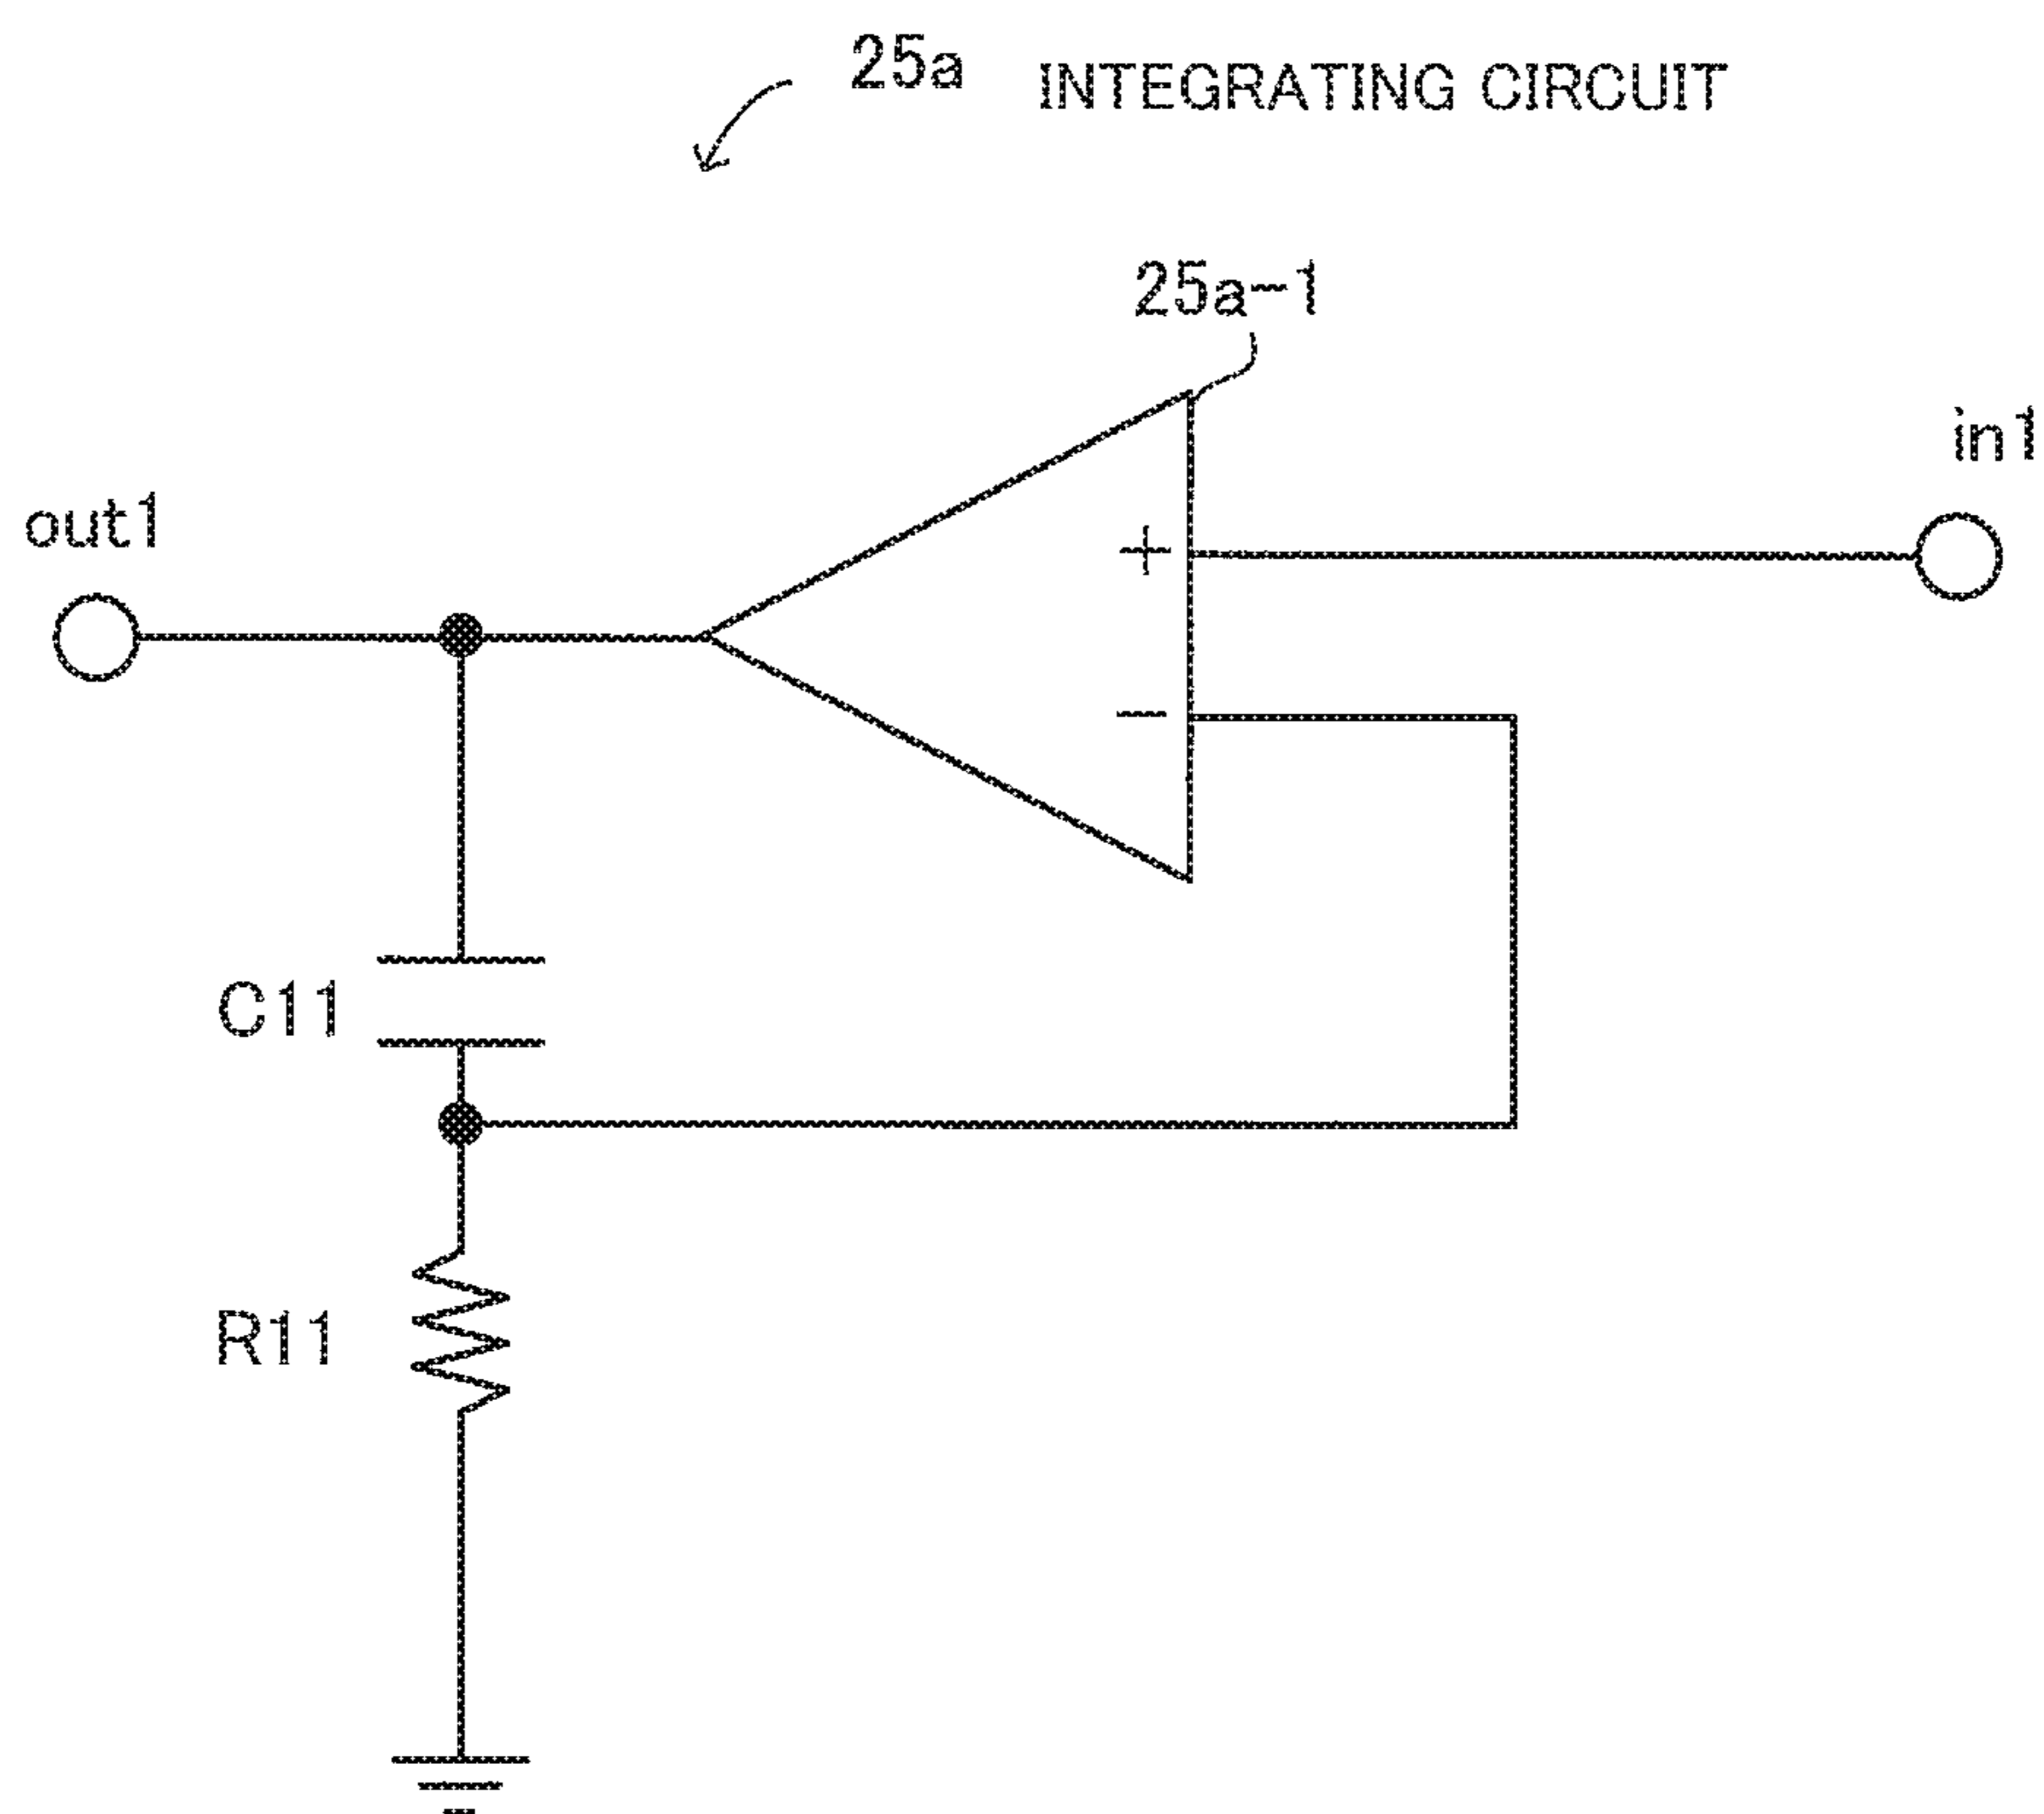 25a INTEGRATING CIRCUIT
25a-1
in1
out1
+
-
C11
R11